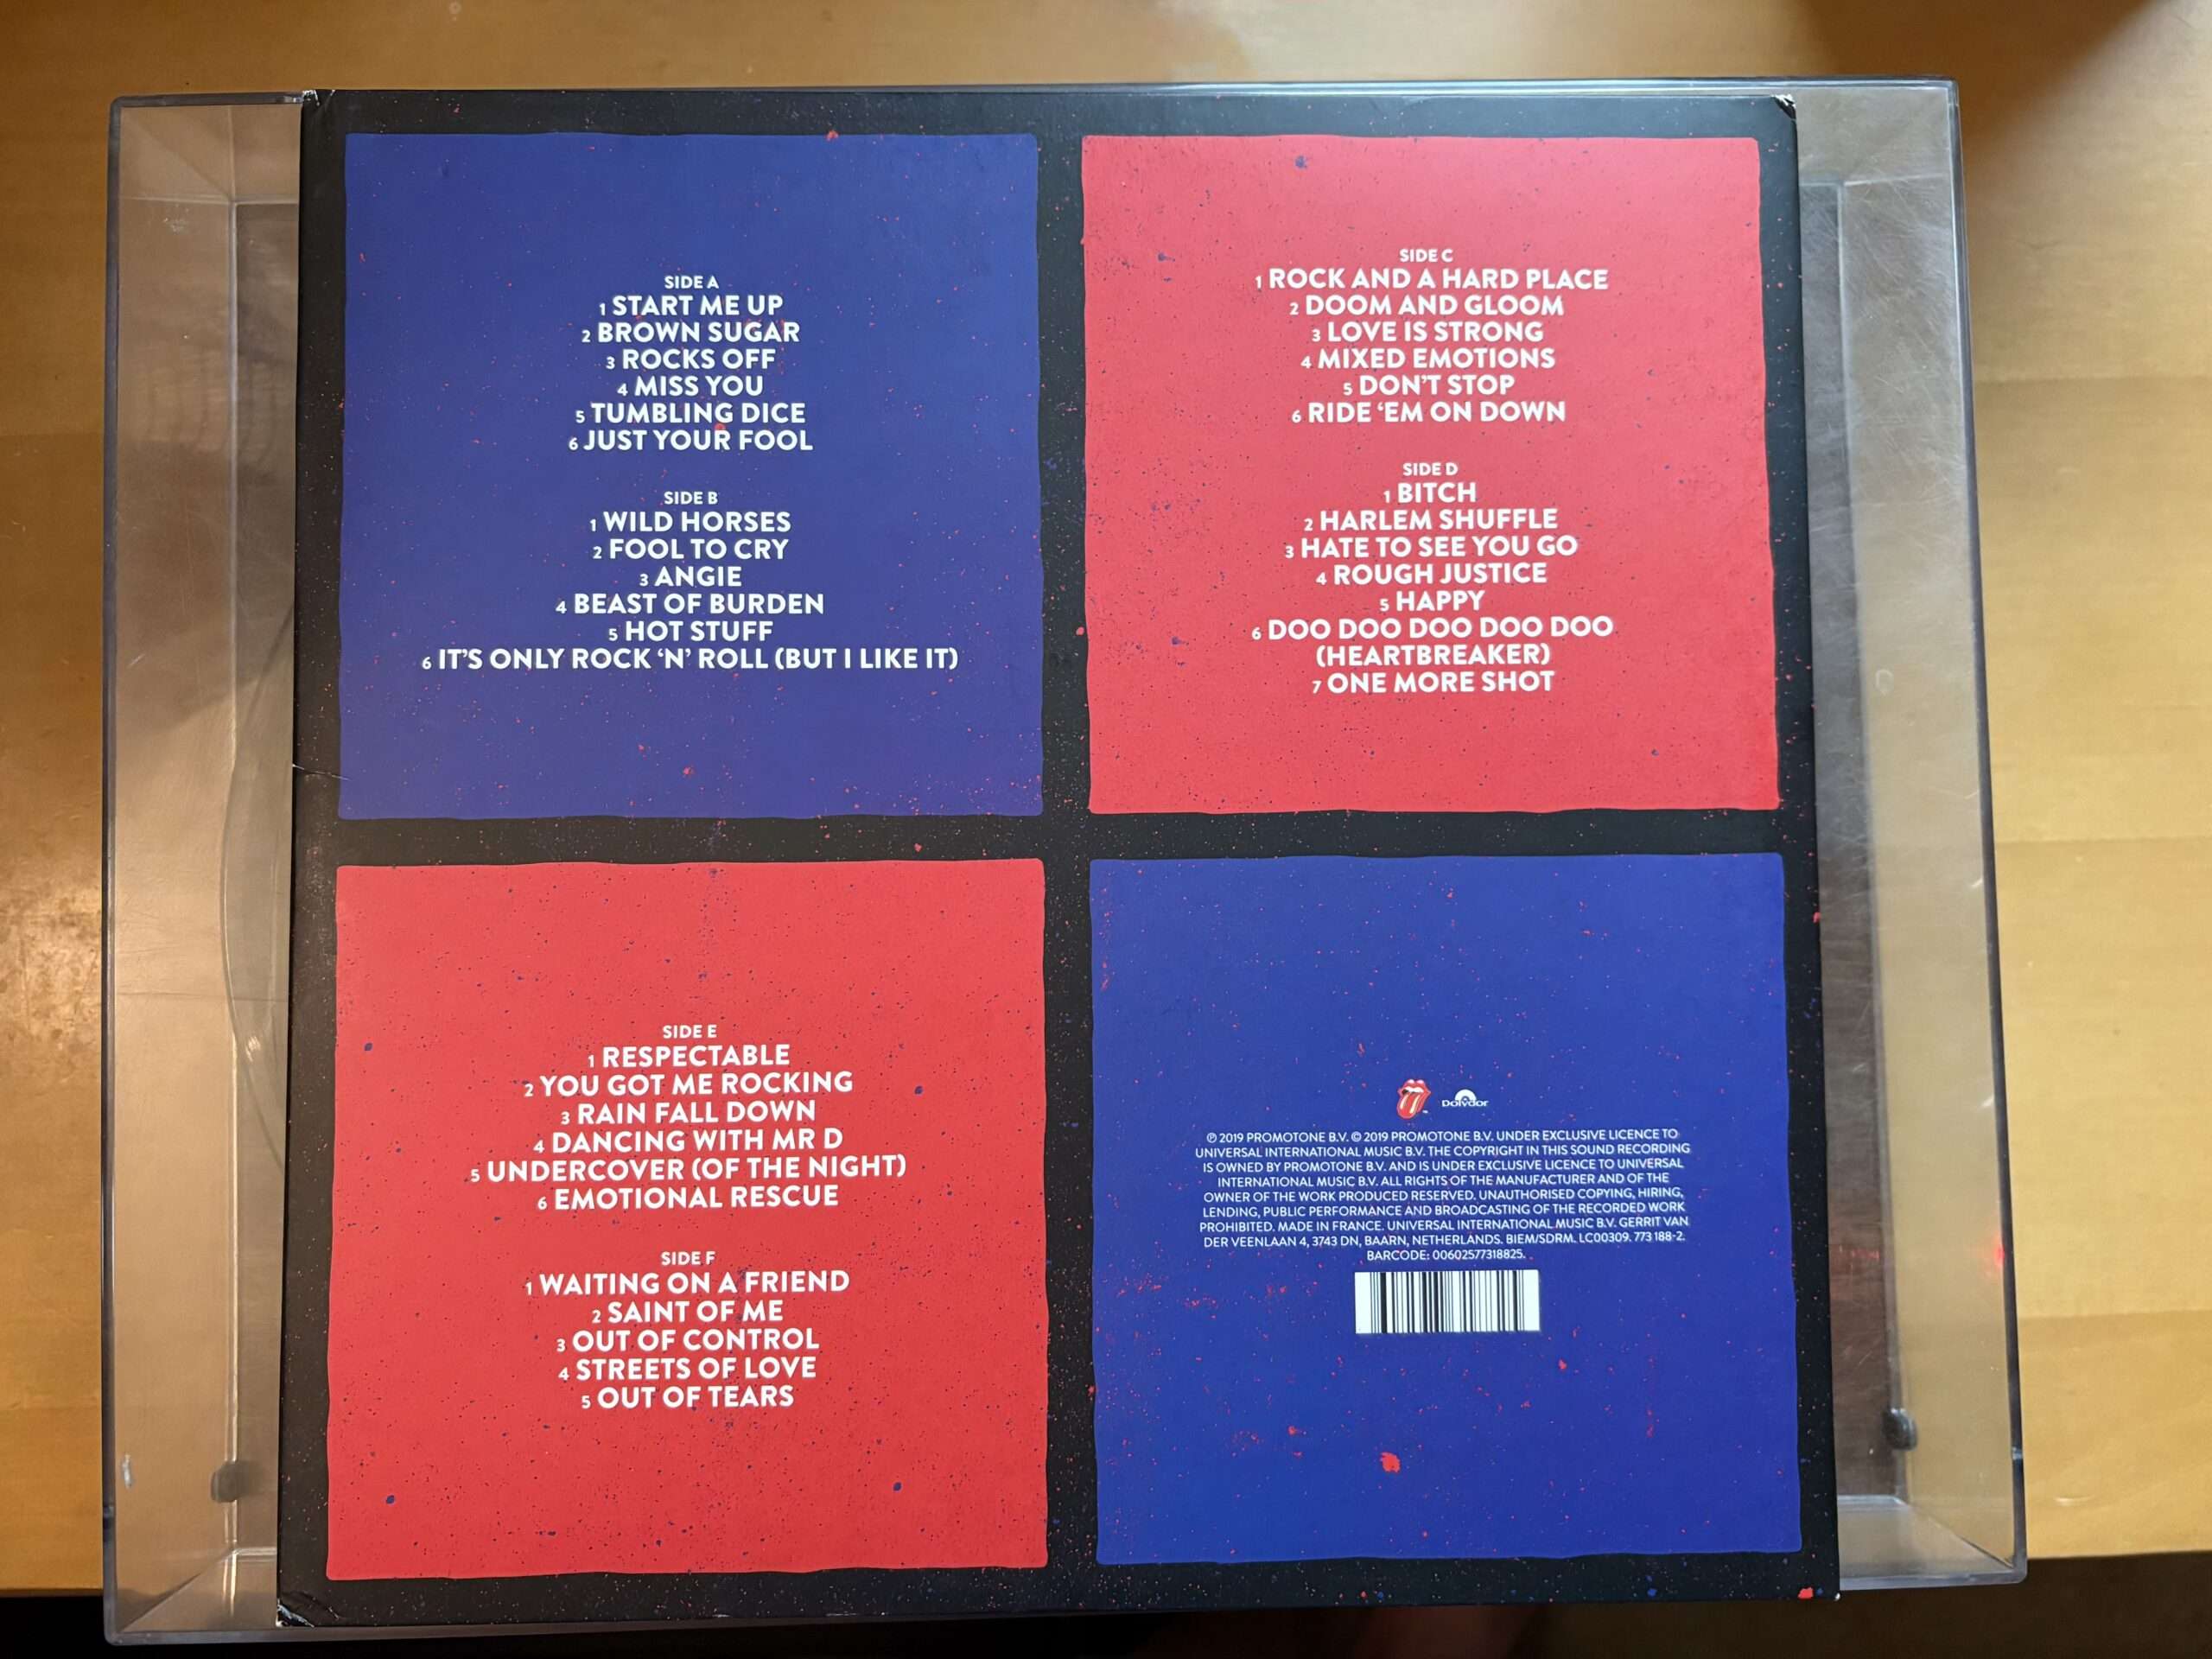 SIDE A
1 START ME UP
2 BROWN SUGAR
3 ROCKS OFF
4 MISS YOU
5 TUMBLING DICE
6 JUST YOUR FOOL
SIDE B
1 WILD HORSES
2 FOOL TO CRY
3 ANGIE
4 BEAST OF BURDEN
5 HOT STUFF
6 IT'S ONLY ROCK ‘N’ ROLL (BUT I LIKE IT)
SIDE C
1 ROCK AND A HARD PLACE
2 DOOM AND GLOOM
3 LOVE IS STRONG
4 MIXED EMOTIONS
5 DON'T STOP
6 RIDE ‘EM ON DOWN
SIDE D
1 BITCH
2 HARLEM SHUFFLE
3 HATE TO SEE YOU GO
4 ROUGH JUSTICE
5 HAPPY
6 DOO DOO DOO DOO DOO
(HEARTBREAKER)
7 ONE MORE SHOT
SIDE E
1 RESPECTABLE
2 YOU GOT ME ROCKING
3 RAIN FALL DOWN
4 DANCING WITH MR D
5 UNDERCOVER (OF THE NIGHT)
6 EMOTIONAL RESCUE
SIDE F
1 WAITING ON A FRIEND
2 SAINT OF ME
3 OUT OF CONTROL
4 STREETS OF LOVE
5 OUT OF TEARS
polydor
℗ 2019 PROMOTONE B.V. © 2019 PROMOTONE B.V. UNDER EXCLUSIVE LICENCE TO
UNIVERSAL INTERNATIONAL MUSIC B.V. THE COPYRIGHT IN THIS SOUND RECORDING
IS OWNED BY PROMOTONE B.V. AND IS UNDER EXCLUSIVE LICENCE TO UNIVERSAL
INTERNATIONAL MUSIC B.V. ALL RIGHTS OF THE MANUFACTURER AND OF THE
OWNER OF THE WORK PRODUCED RESERVED. UNAUTHORISED COPYING, HIRING,
LENDING, PUBLIC PERFORMANCE AND BROADCASTING OF THE RECORDED WORK
PROHIBITED. MADE IN FRANCE. UNIVERSAL INTERNATIONAL MUSIC B.V. GERRIT VAN
DER VEENLAAN 4, 3743 DN, BAARN, NETHERLANDS. BIEM/SDRM. LC00309. 773 188-2.
BARCODE: 00602577318825.